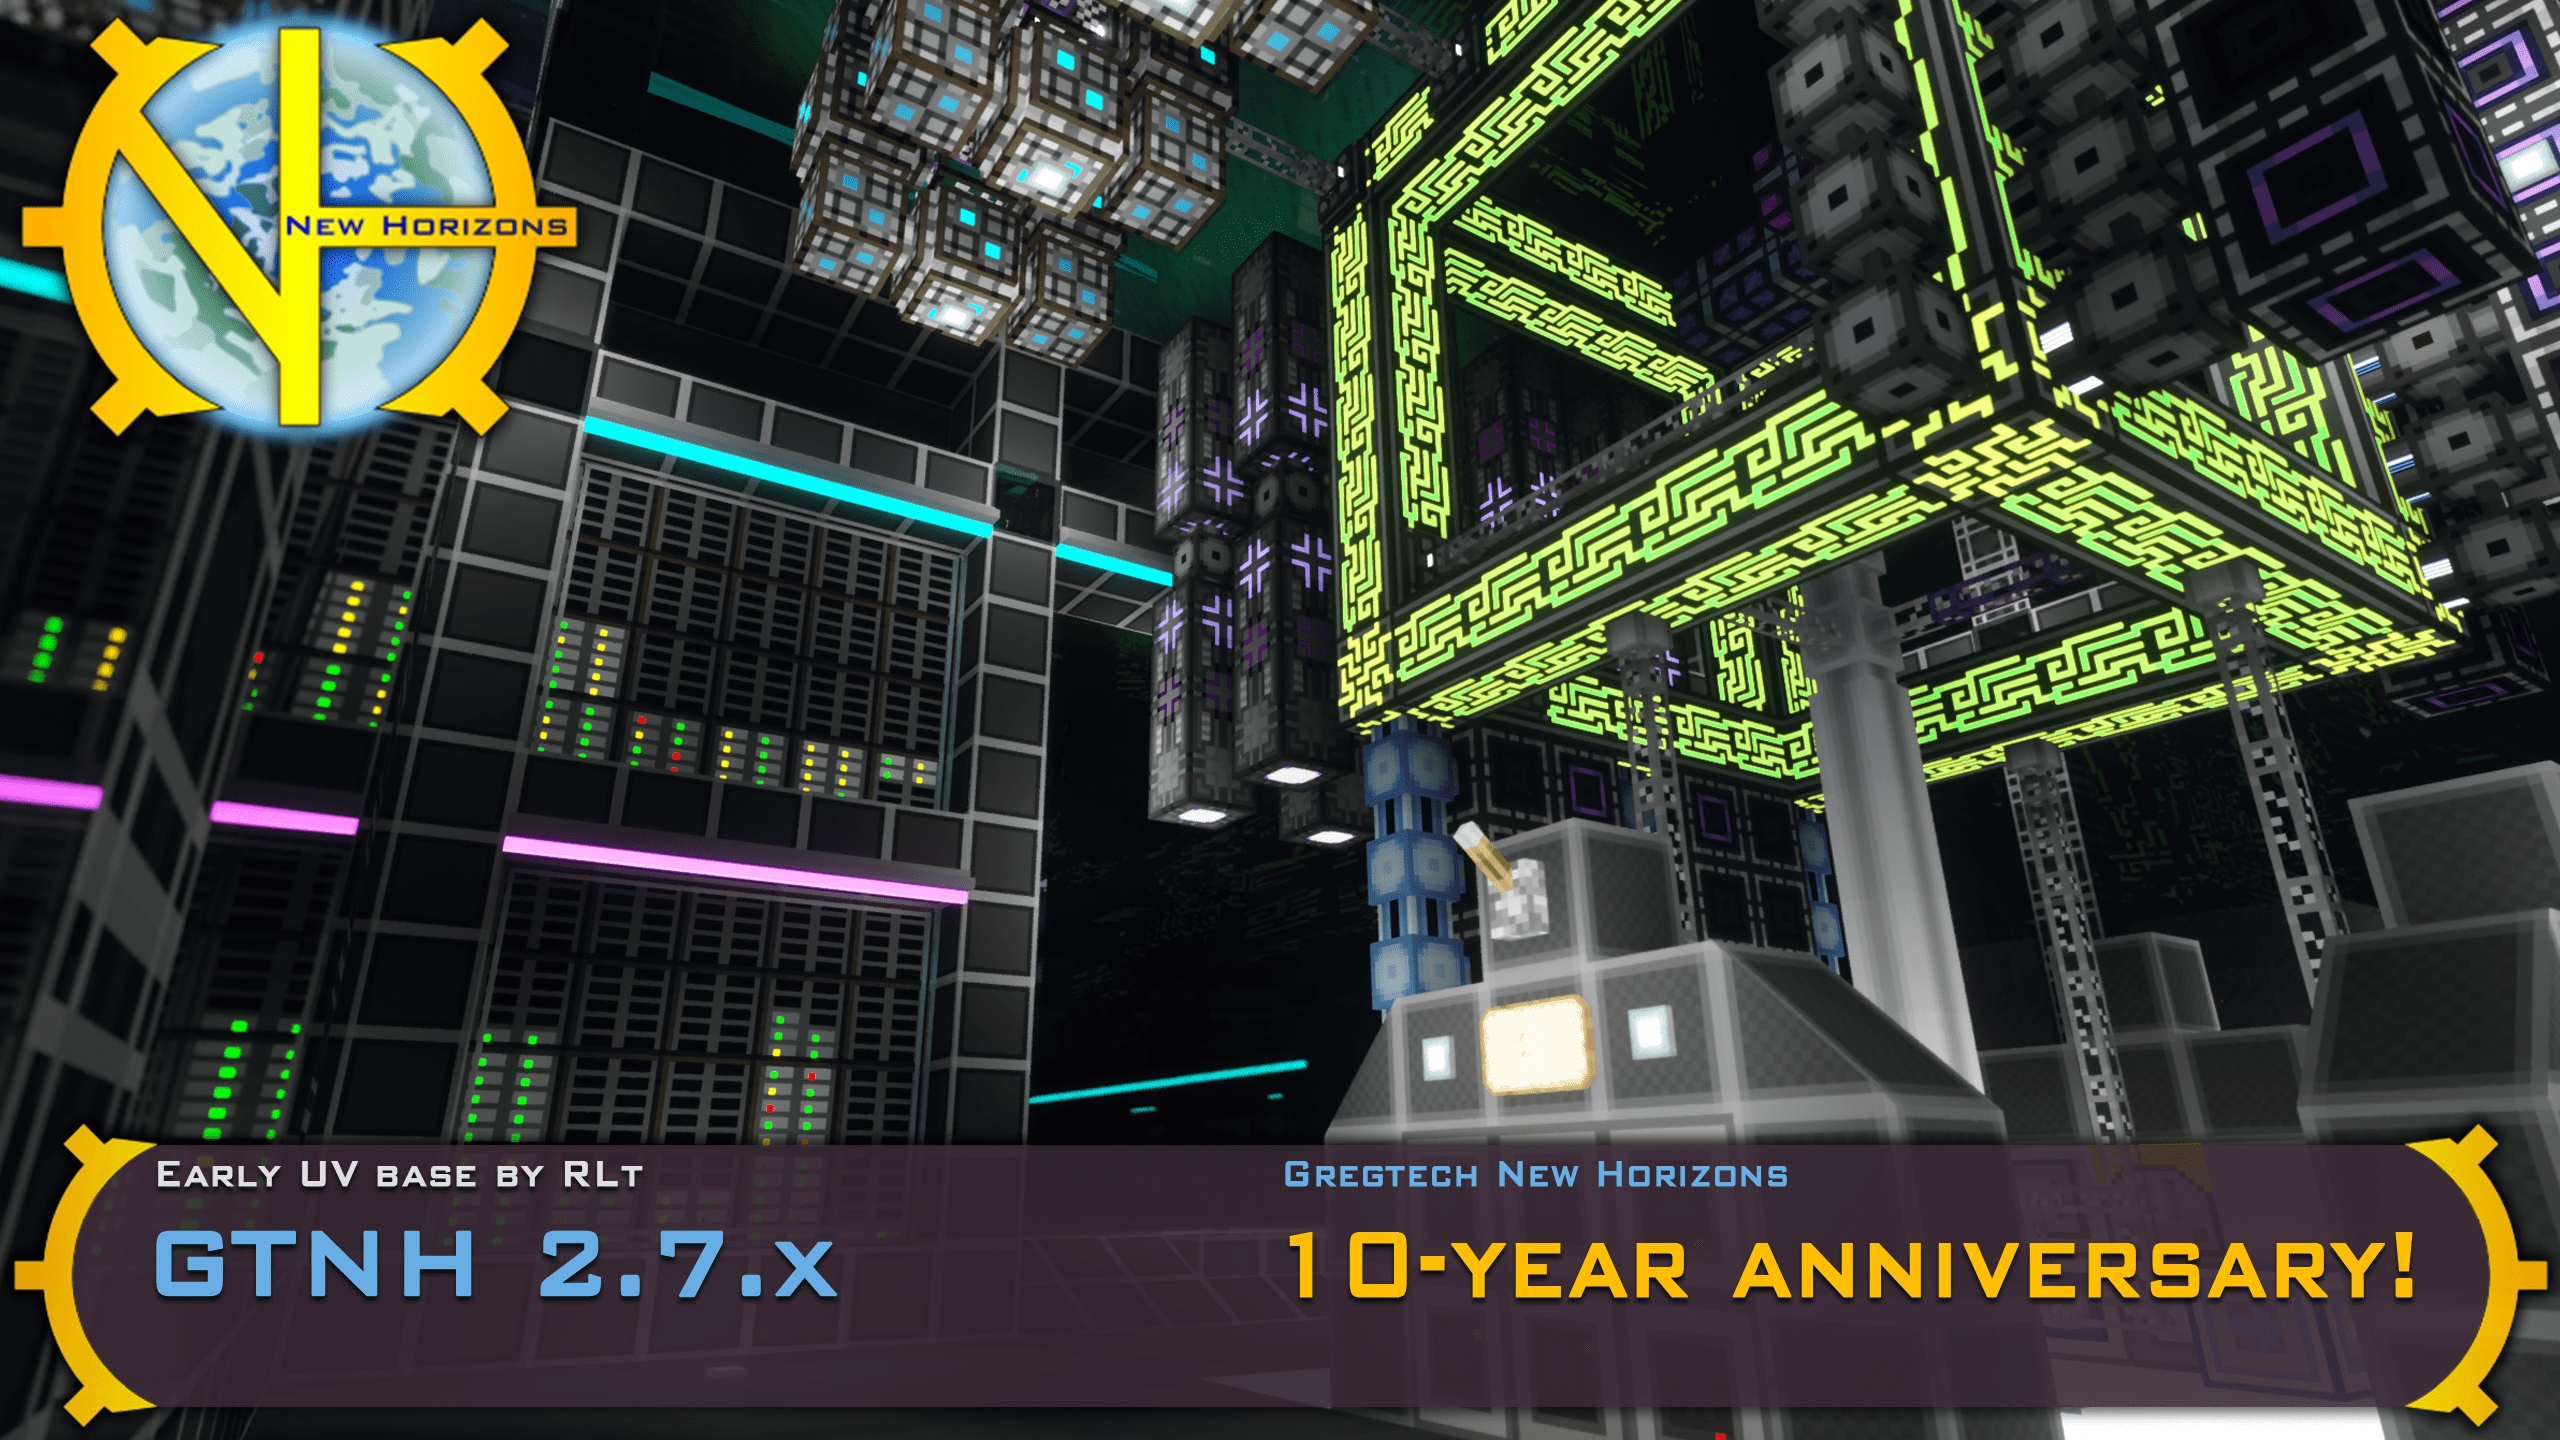 New Horizons
Early UV base by RLt
GTNH 2.7.x
Gregtech New Horizons
10-year anniversary!